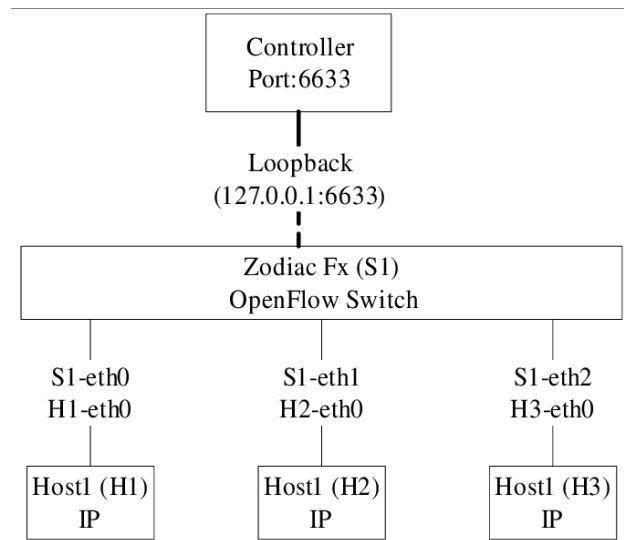 Controller
Port:6633
Loopback
(127.0.0.1:6633)
Zodiac Fx (S1)
OpenFlow Switch
S1-eth0
H1-eth0
S1-eth1
H2-eth0
S1-eth2
H3-eth0
Host1 (H1)
IP
Host1 (H2)
IP
Host1 (H3)
IP